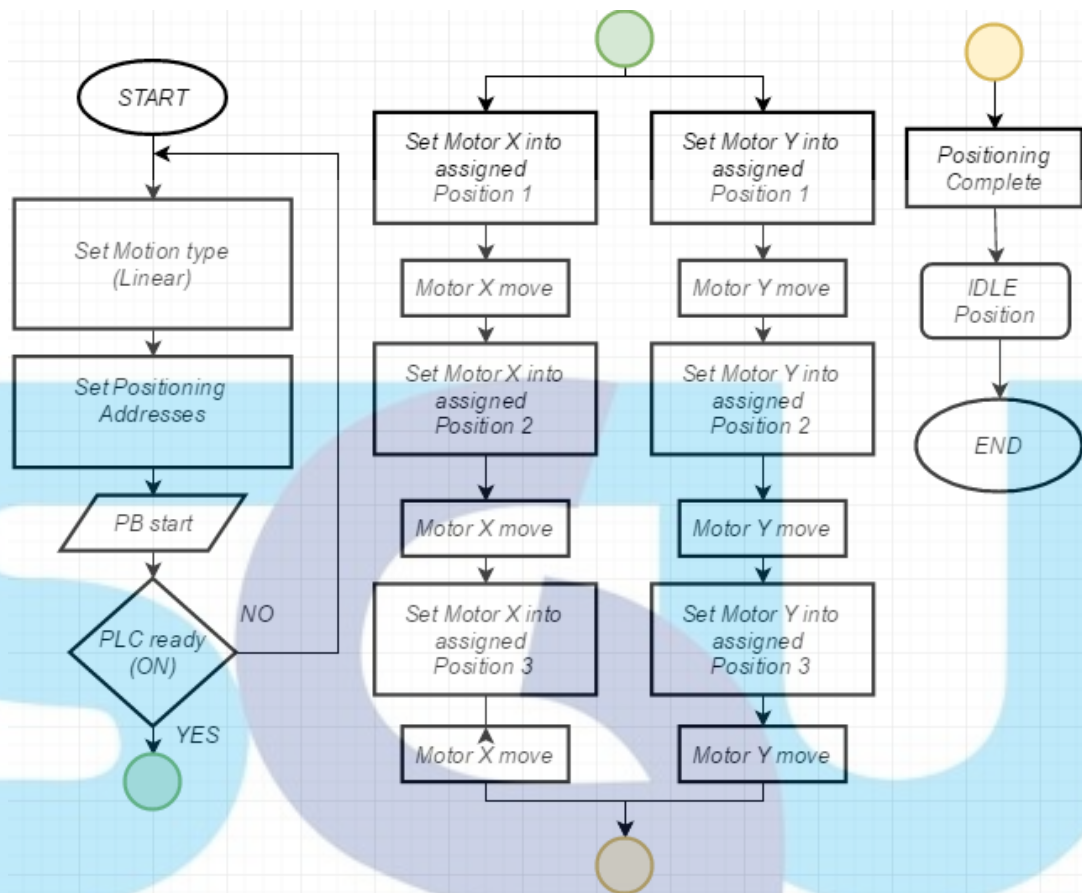 START
Set Motion type
(Linear)
Set Positioning
Addresses
PB start
PLC ready
(ON)
NO
YES
Set Motor X into
assigned
Position 1
Motor X move
Set Motor X into
assigned
Position 2
Motor X move
Set Motor X into
assigned
Position 3
Motor X move
Set Motor Y into
assigned
Position 1
Motor Y move
Set Motor Y into
assigned
Position 2
Motor Y move
Set Motor Y into
assigned
Position 3
Motor Y move
Positioning
Complete
IDLE
Position
END
SGU